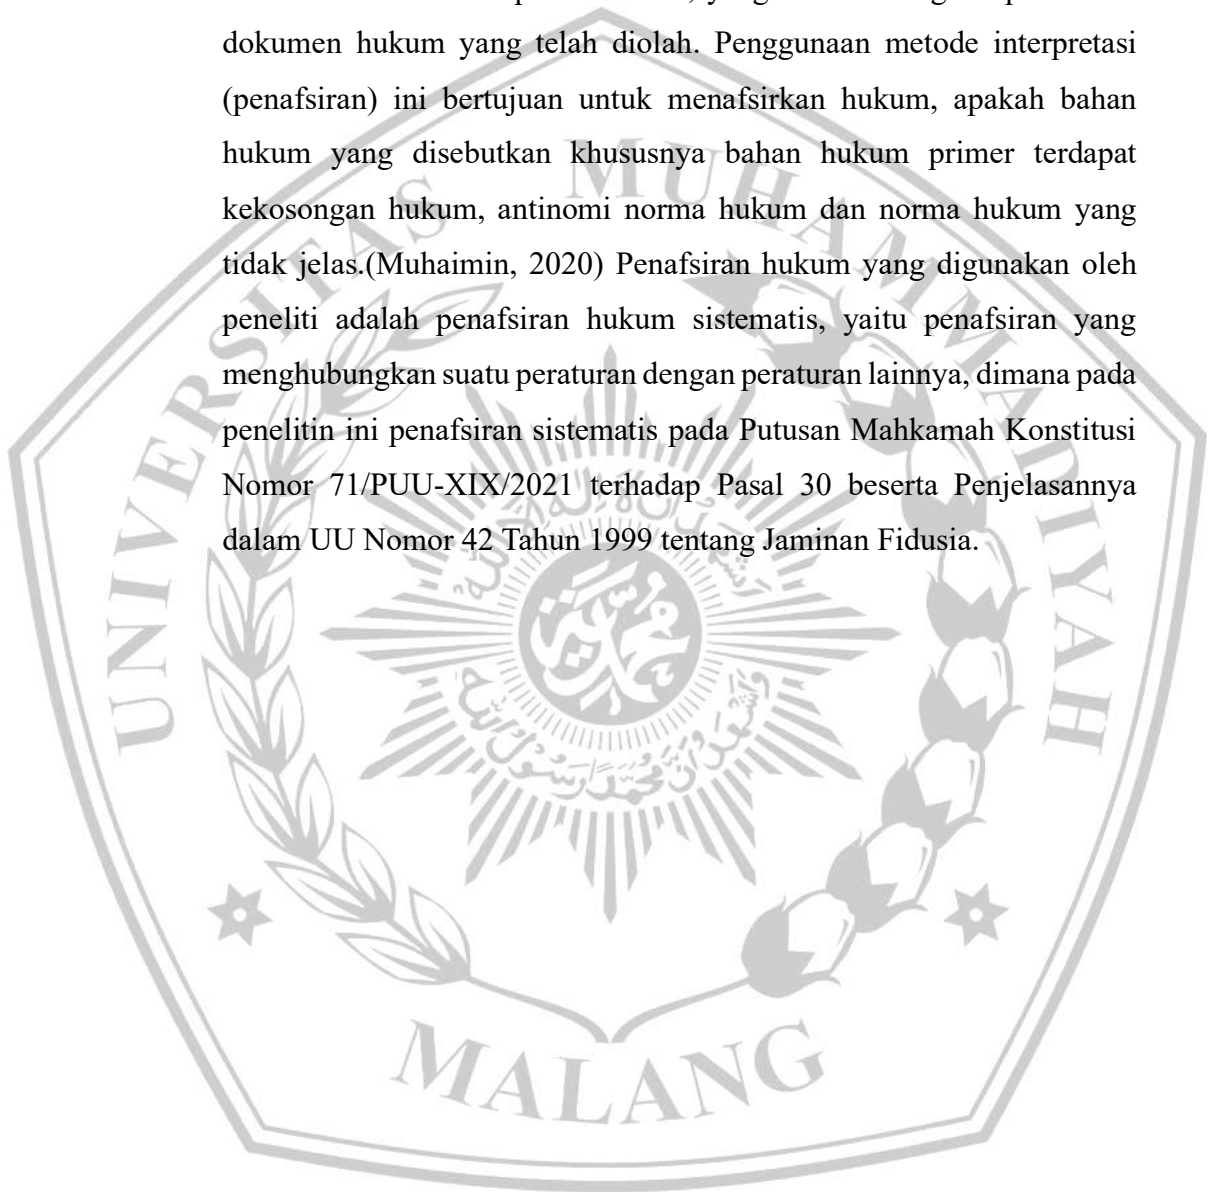 dokumen hukum yang telah diolah. Penggunaan metode interpretasi
(penafsiran) ini bertujuan untuk menafsirkan hukum, apakah bahan
hukum yang disebutkan khususnya bahan hukum primer terdapat
kekosongan hukum, antinomi norma hukum dan norma hukum yang
tidak jelas.(Muhaimin, 2020) Penafsiran hukum yang digunakan oleh
peneliti adalah penafsiran hukum sistematis, yaitu penafsiran yang
menghubungkan suatu peraturan dengan peraturan lainnya, dimana pada
penelitin ini penafsiran sistematis pada Putusan Mahkamah Konstitusi
Nomor 71/PUU-XIX/2021 terhadap Pasal 30 beserta Penjelasannya
dalam UU Nomor 42 Tahun 1999 tentang Jaminan Fidusia.
UNIVERSITAS MUHAMMADIYAH
MALANG